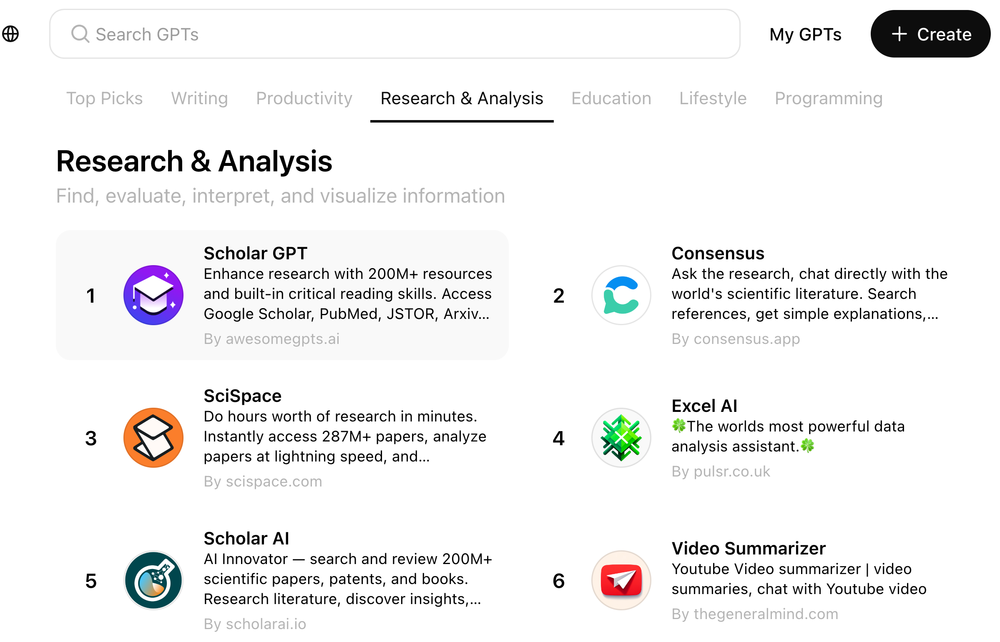 Search GPTs
My GPTs
Create
Top Picks
Writing
Productivity
Research & Analysis
Education
Lifestyle
Programming
Research & Analysis
Find, evaluate, interpret, and visualize information
1
Scholar GPT
Enhance research with 200M+ resources
and built-in critical reading skills. Access
Google Scholar, PubMed, JSTOR, Arxiv...
By awesomegpts.ai
2
Consensus
Ask the research, chat directly with the
world's scientific literature. Search
references, get simple explanations,...
By consensus.app
3
SciSpace
Do hours worth of research in minutes.
Instantly access 287M+ papers, analyze
papers at lightning speed, and...
By scispace.com
4
Excel AI
🍀The worlds most powerful data
analysis assistant.🍀
By pulsr.co.uk
5
Scholar AI
AI Innovator — search and review 200M+
scientific papers, patents, and books.
Research literature, discover insights,...
By scholarai.io
6
Video Summarizer
Youtube Video summarizer | video
summaries, chat with Youtube video
By thegeneralmind.com